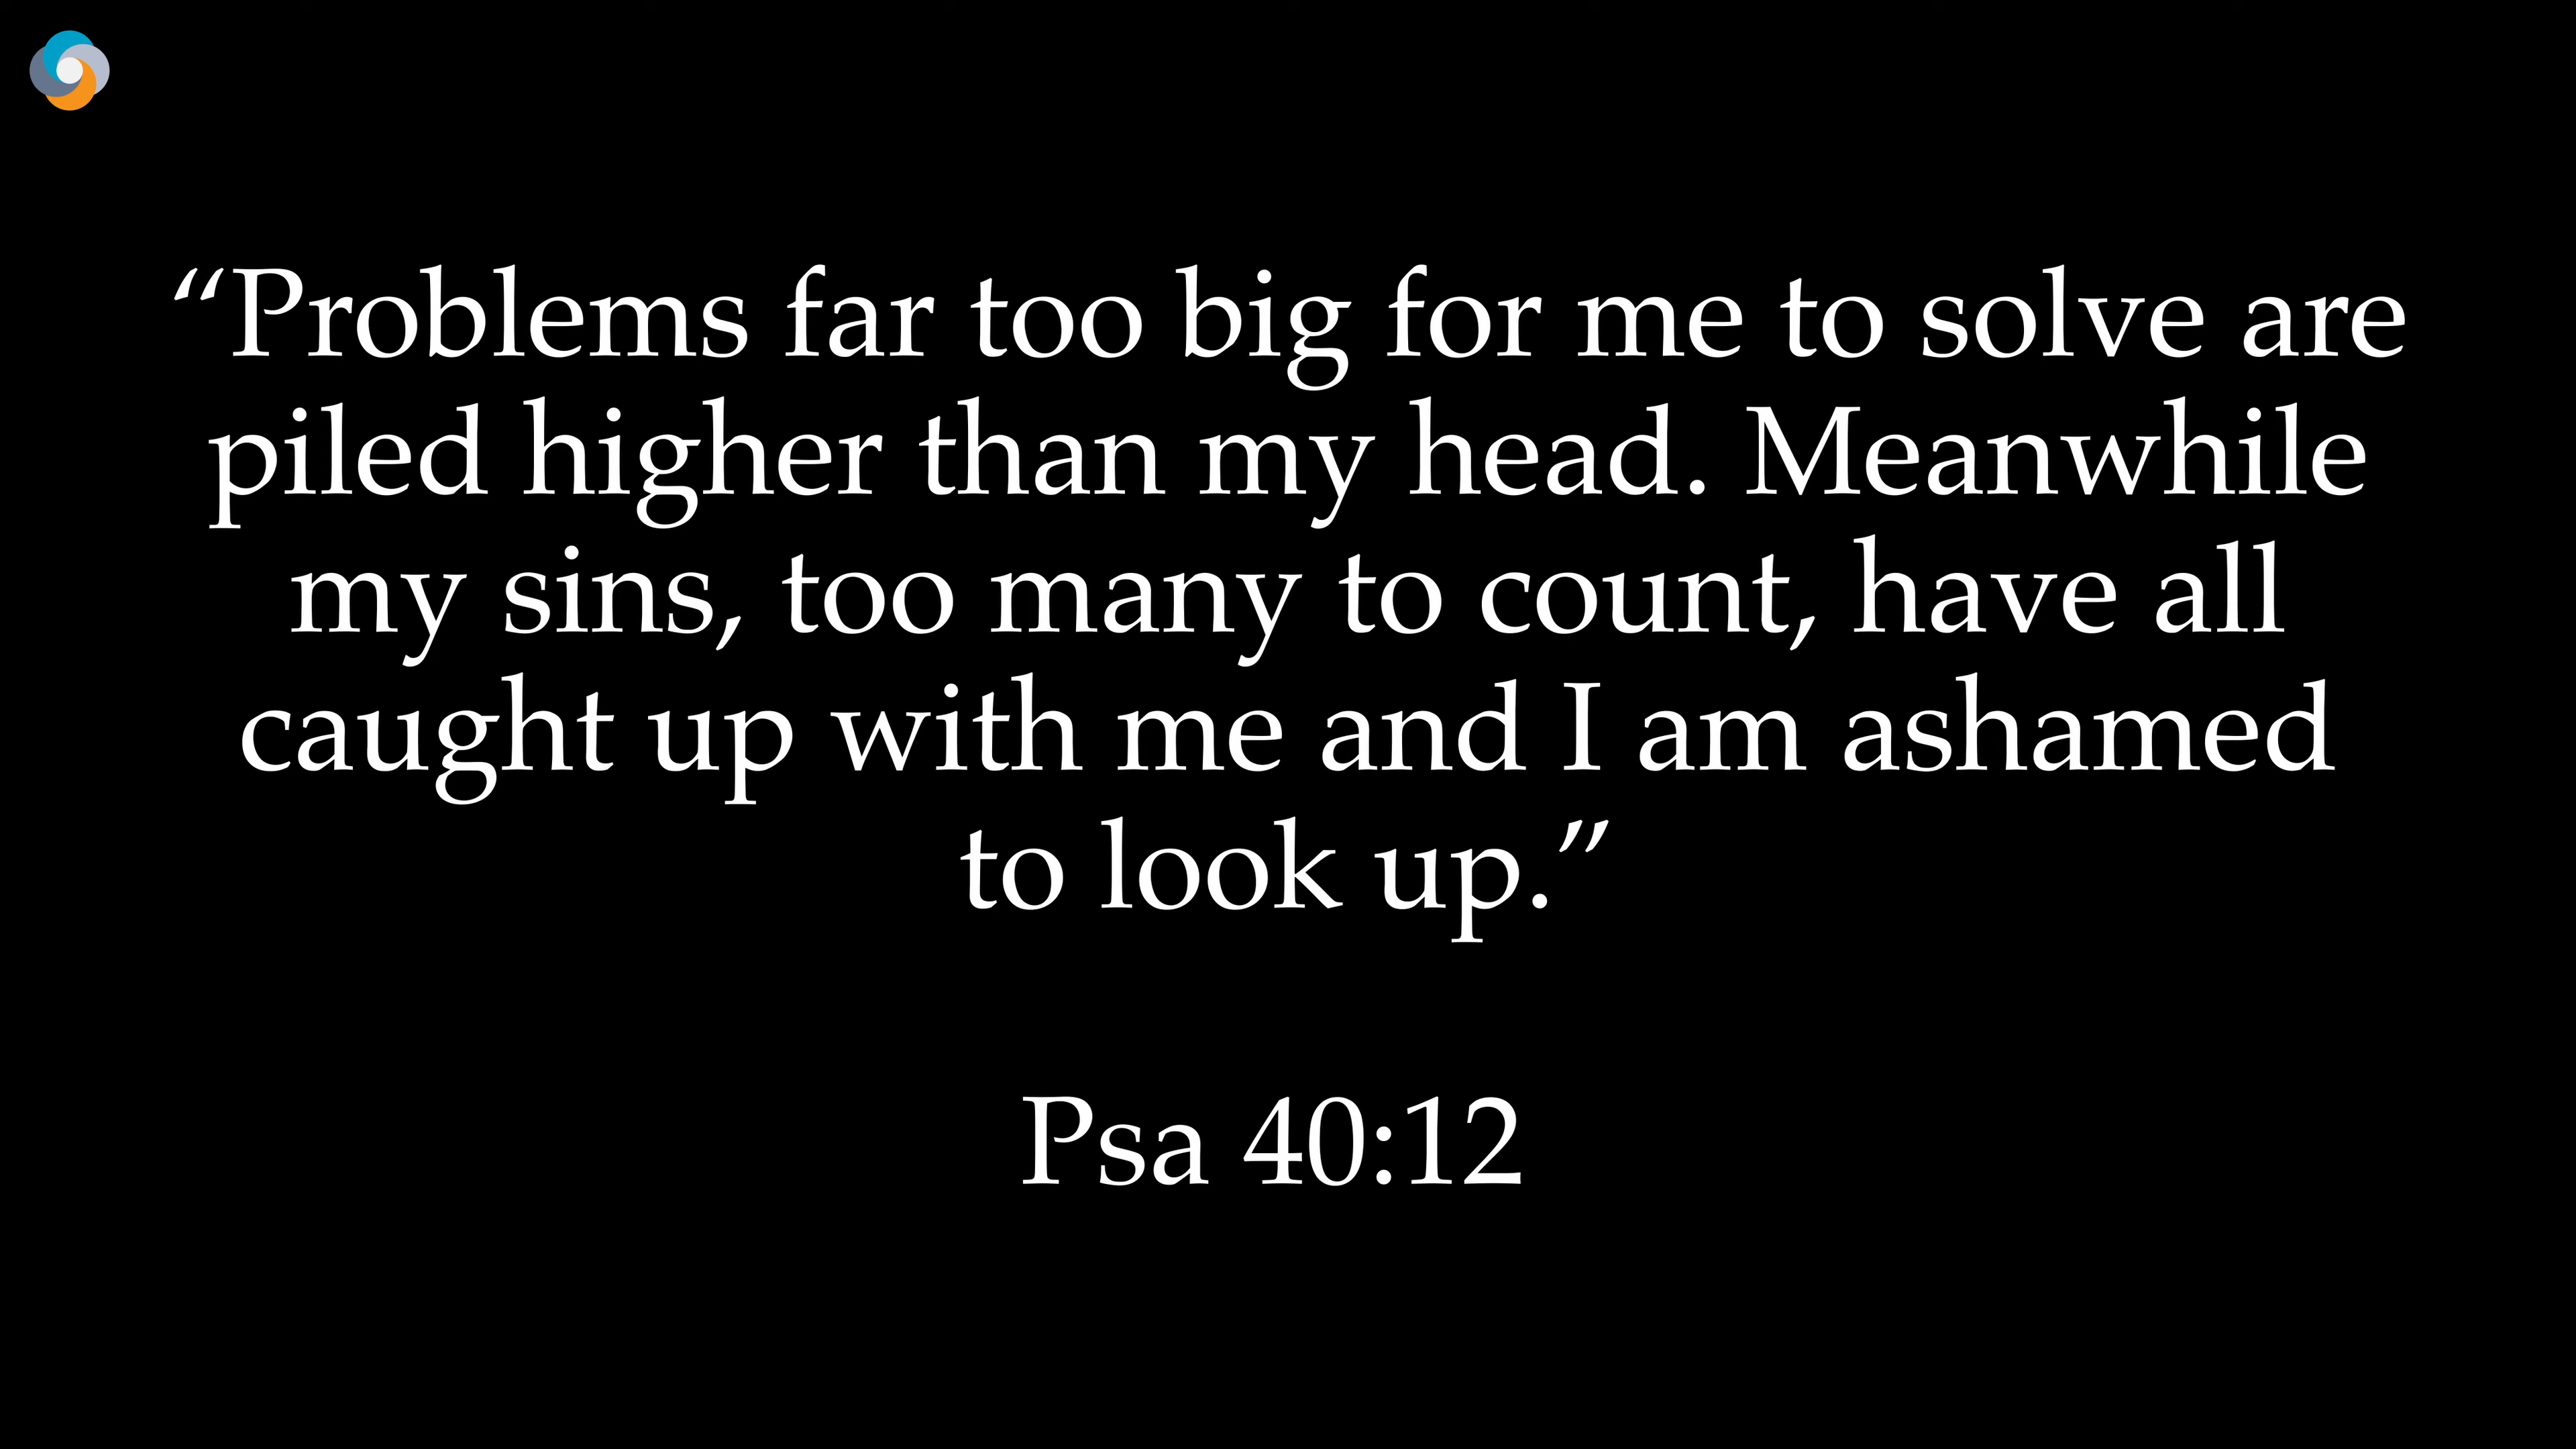 “Problems far too big for me to solve are
piled higher than my head. Meanwhile
my sins, too many to count, have all
caught up with me and I am ashamed
to look up.”
Psa 40:12